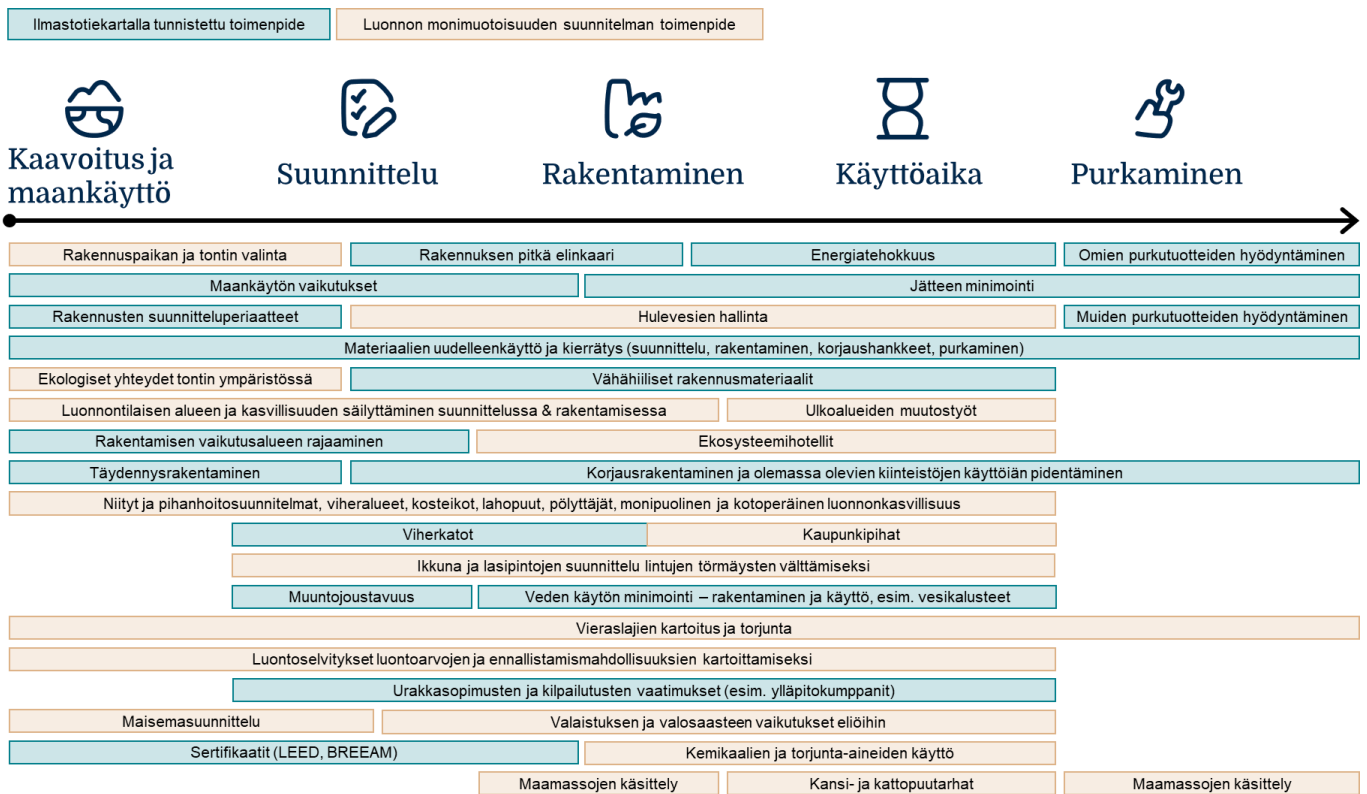 Ilmastotiekartalla tunnistettu toimenpide
Luonnon monimuotoisuuden suunnitelman toimenpide
Kaavoitus ja
maankäyttö
Suunnittelu
Rakentaminen
Käyttöaika
Purkaminen
Rakennuspaikan ja tontin valinta
Rakennuksen pitkä elinkaari
Energiatehokkuus
Omien purkutuotteiden hyödyntäminen
Maankäytön vaikutukset
Jätteen minimointi
Rakennusten suunnitteluperiaatteet
Hulevesien hallinta
Muiden purkutuotteiden hyödyntäminen
Materiaalien uudelleenkäyttö ja kierrätys (suunnittelu, rakentaminen, korjaushankkeet, purkaminen)
Ekologiset yhteydet tontin ympäristössä
Vähähiiliset rakennusmateriaalit
Luonnontilaisen alueen ja kasvillisuuden säilyttäminen suunnittelussa & rakentamisessa
Ulkoalueiden muutostyöt
Rakentamisen vaikutusalueen rajaaminen
Ekosysteemihotellit
Täydennysrakentaminen
Korjausrakentaminen ja olemassa olevien kiinteistöjen käyttöiän pidentäminen
Niityt ja pihanhoitosuunnitelmat, viheralueet, kosteikot, lahopuut, pölyttäjät, monipuolinen ja kotoperäinen luonnonkasvillisuus
Viherkatot
Kaupunkipihat
Ikkuna ja lasipintojen suunnittelu lintujen törmäysten välttämiseksi
Muuntojoustavuus
Veden käytön minimointi – rakentaminen ja käyttö, esim. vesikalusteet
Vieraslajien kartoitus ja torjunta
Luontoselvitykset luontoarvojen ja ennallistamismahdollisuuksien kartoittamiseksi
Urakkasopimusten ja kilpailutusten vaatimukset (esim. ylläpitokumppanit)
Maisemasuunnittelu
Valaistuksen ja valosaasteen vaikutukset eliöihin
Sertifikaatit (LEED, BREEAM)
Kemikaalien ja torjunta-aineiden käyttö
Maamassojen käsittely
Kansi- ja kattopuutarhat
Maamassojen käsittely